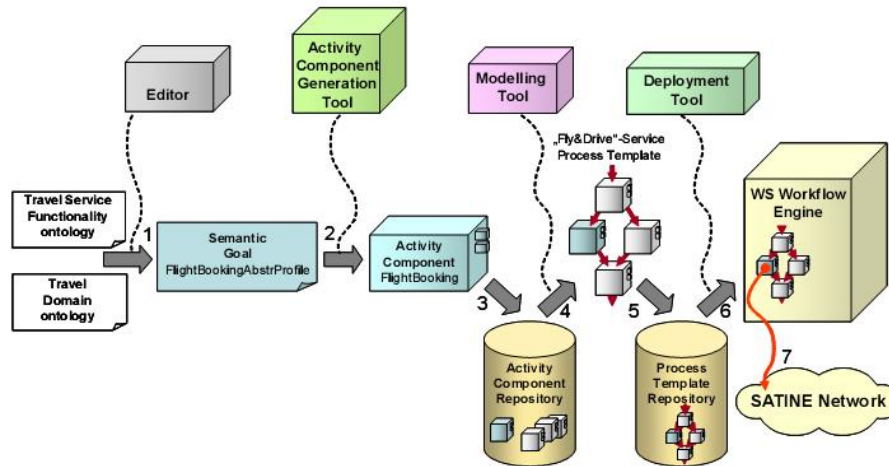 Editor
Activity
Component
Generation
Tool
Modelling
Tool
Deployment
Tool
„Fly&Drive“-Service
Process Template
Travel Service
Functionality
ontology
Travel
Domain
ontology
1
Semantic
Goal
FlightBookingAbstrProfile
2
Activity
Component
FlightBooking
3
4
5
6
WS Workflow
Engine
7
Activity
Component
Repository
Process
Template
Repository
SATINE Network